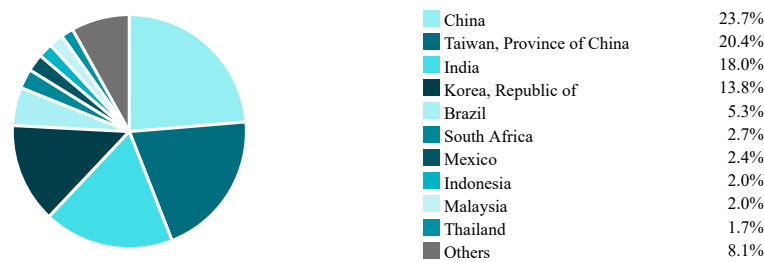 China 23.7%
Taiwan, Province of China 20.4%
India 18.0%
Korea, Republic of 13.8%
Brazil 5.3%
South Africa 2.7%
Mexico 2.4%
Indonesia 2.0%
Malaysia 2.0%
Thailand 1.7%
Others 8.1%